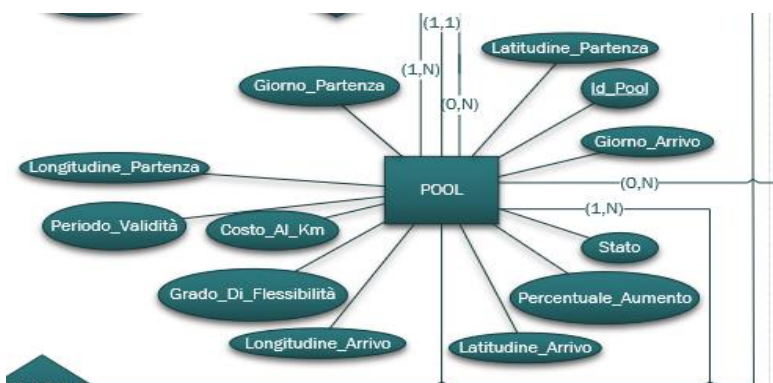 (1,1)
Latitudine_Partenza
(1,N)
Giorno_Partenza
Id_Pool
(0,N)
Giorno_Arrivo
Longitudine_Partenza
POOL
(0,N)
(1,N)
Periodo_Validità
Costo_Al_Km
Stato
Grado_Di_Flessibilità
Percentuale_Aumento
Longitudine_Arrivo
Latitudine_Arrivo